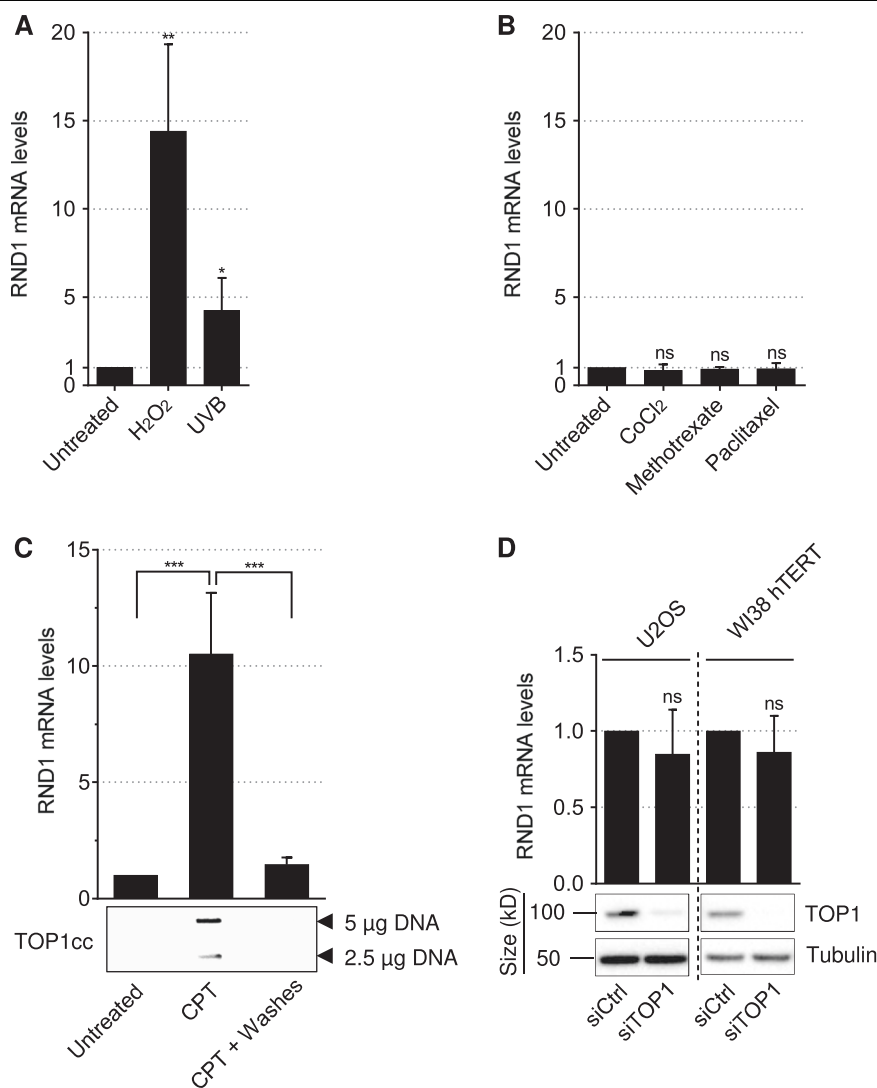 A
RND1 mRNA levels
20
15
10
5
1
0
**
*
Untreated
H2O2
UVB
B
RND1 mRNA levels
20
15
10
5
1
0
ns
ns
ns
Untreated
CoCl2
Methotrexate
Paclitaxel
C
RND1 mRNA levels
15
10
5
0
***
***
TOP1cc
5 μg DNA
2.5 μg DNA
Untreated
CPT
CPT + Washes
D
U2OS
WI38 hTERT
RND1 mRNA levels
1.5
1.0
0.5
0.0
ns
ns
Size (kD)
100
50
TOP1
Tubulin
siCtrl
siTOP1
siCtrl
siTOP1